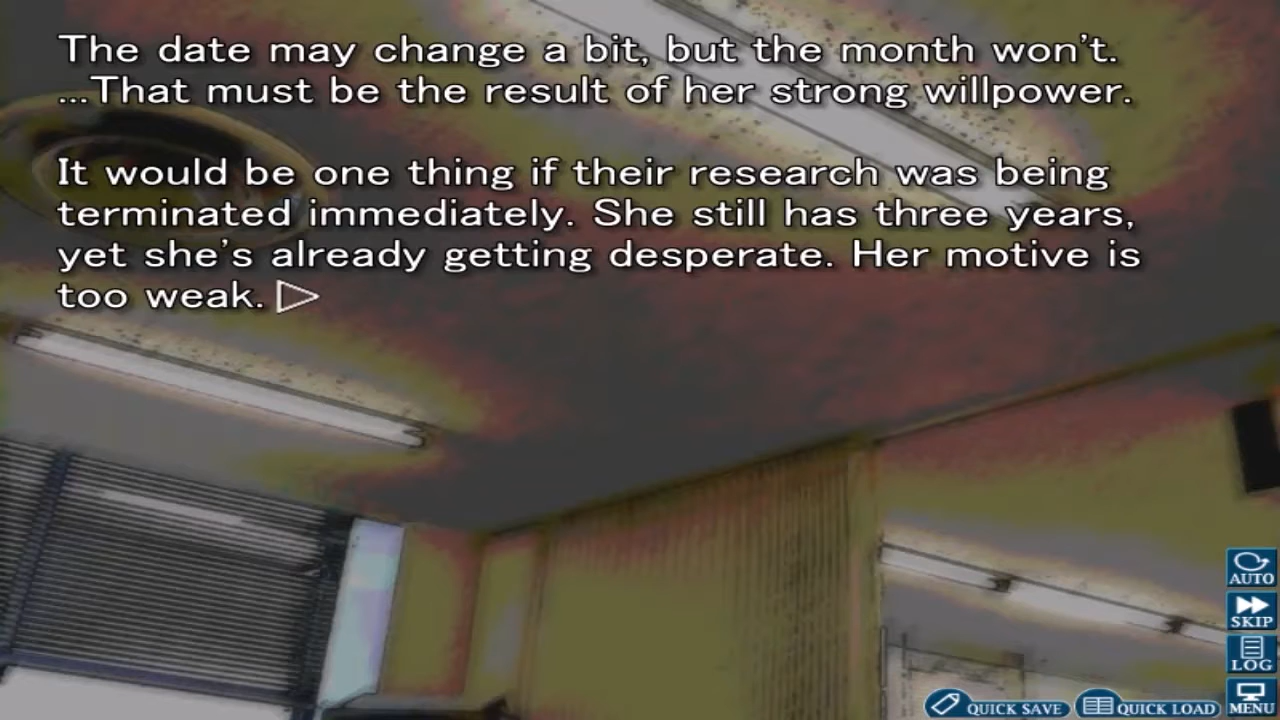 The date may change a bit, but the month won't.
...That must be the result of her strong willpower.
It would be one thing if their research was being
terminated immediately. She still has three years,
yet she's already getting desperate. Her motive is
too weak.
AUTO
SKIP
LOG
MENU
QUICK SAVE
QUICK LOAD